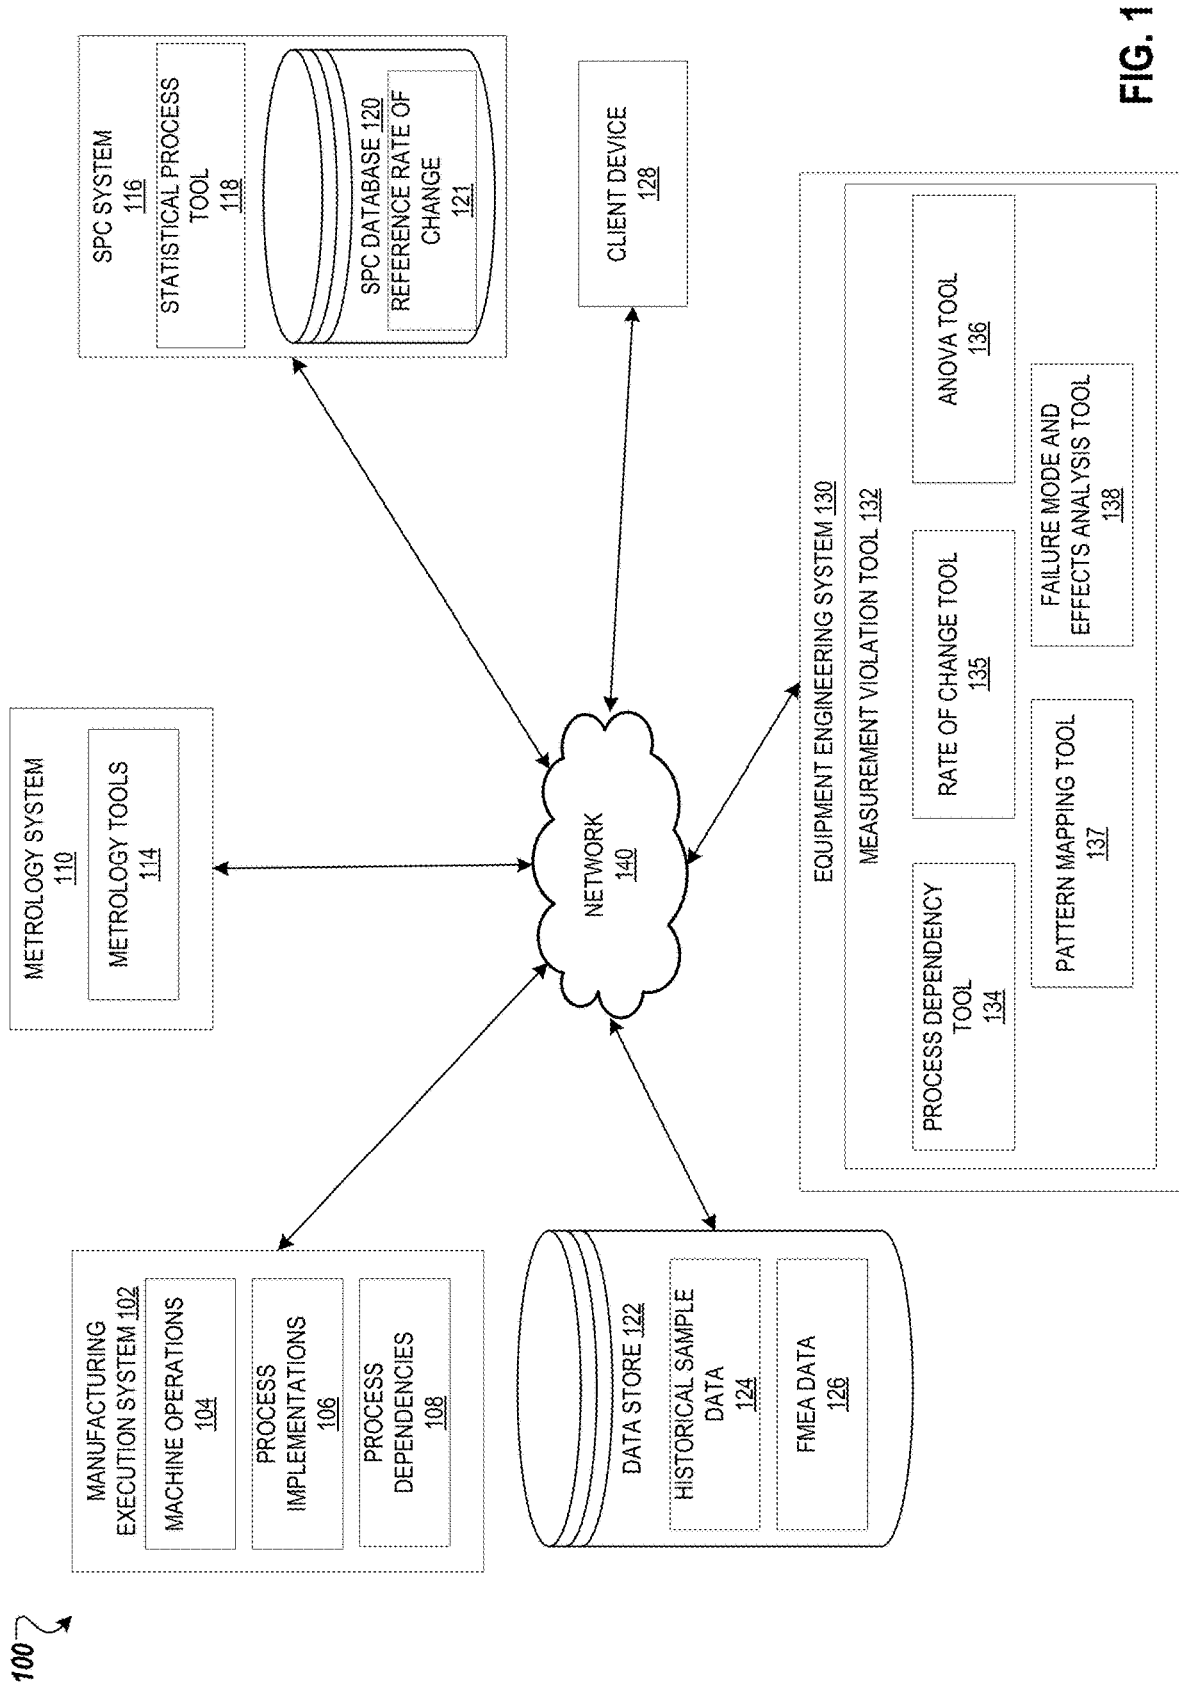 100
MANUFACTURING
EXECUTION SYSTEM 102
MACHINE OPERATIONS
104
PROCESS
IMPLEMENTATIONS
106
PROCESS
DEPENDENCIES
108
METROLOGY SYSTEM
110
METROLOGY TOOLS
114
SPC SYSTEM
116
STATISTICAL PROCESS
TOOL
118
SPC DATABASE 120
REFERENCE RATE OF
CHANGE
121
DATA STORE 122
HISTORICAL SAMPLE
DATA
124
FMEA DATA
126
NETWORK
140
CLIENT DEVICE
128
EQUIPMENT ENGINEERING SYSTEM 130
MEASUREMENT VIOLATION TOOL 132
PROCESS DEPENDENCY
TOOL
134
RATE OF CHANGE TOOL
135
ANOVA TOOL
136
PATTERN MAPPING TOOL
137
FAILURE MODE AND
EFFECTS ANALYSIS TOOL
138
FIG. 1